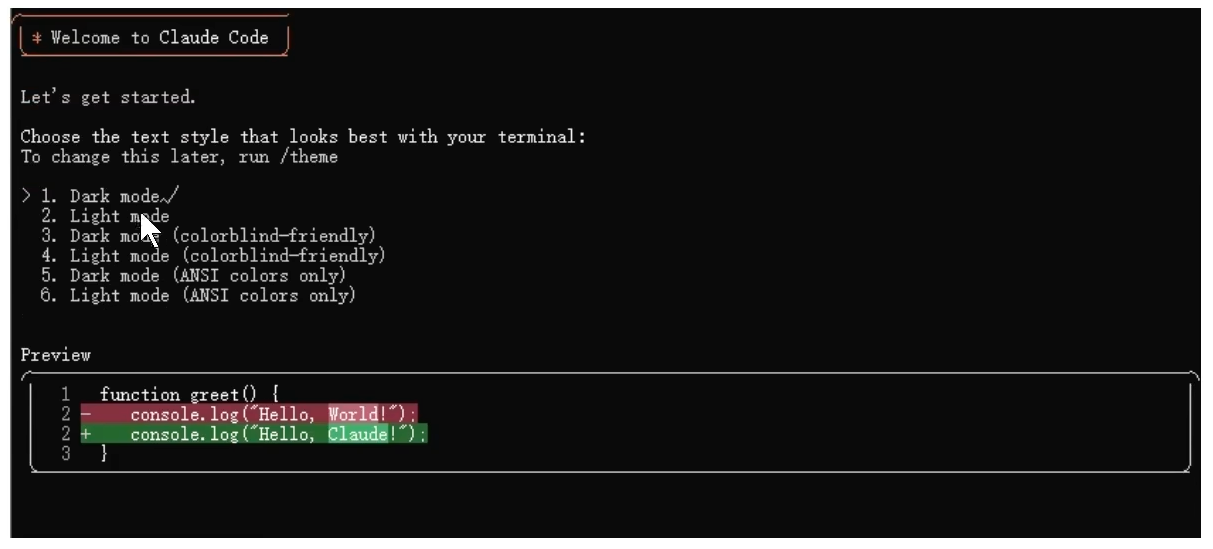 * Welcome to Claude Code
Let's get started.
Choose the text style that looks best with your terminal:
To change this later, run /theme
> 1. Dark mode✓
2. Light mode
3. Dark mode (colorblind-friendly)
4. Light mode (colorblind-friendly)
5. Dark mode (ANSI colors only)
6. Light mode (ANSI colors only)
Preview
1 function greet() {
2 - console.log("Hello, World!");
2 + console.log("Hello, Claude!");
3 }